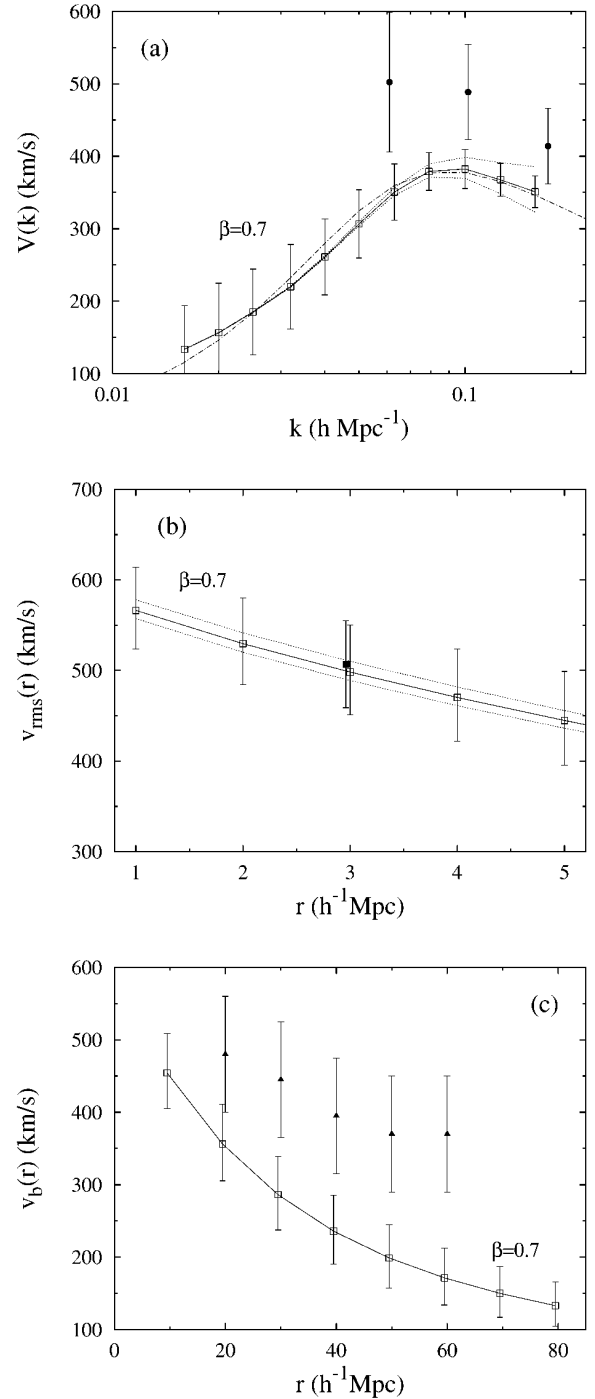 600
(a)
500
V(k) (km/s)
400
300
β=0.7
200
100
0.01
0.1
k (h Mpc⁻¹)
700
(b)
600
β=0.7
v_rms(r) (km/s)
500
400
300
1 2 3 4 5
r (h⁻¹Mpc)
600
(c)
500
v_b(r) (km/s)
400
300
200
β=0.7
100
0 20 40 60 80
r (h⁻¹Mpc)